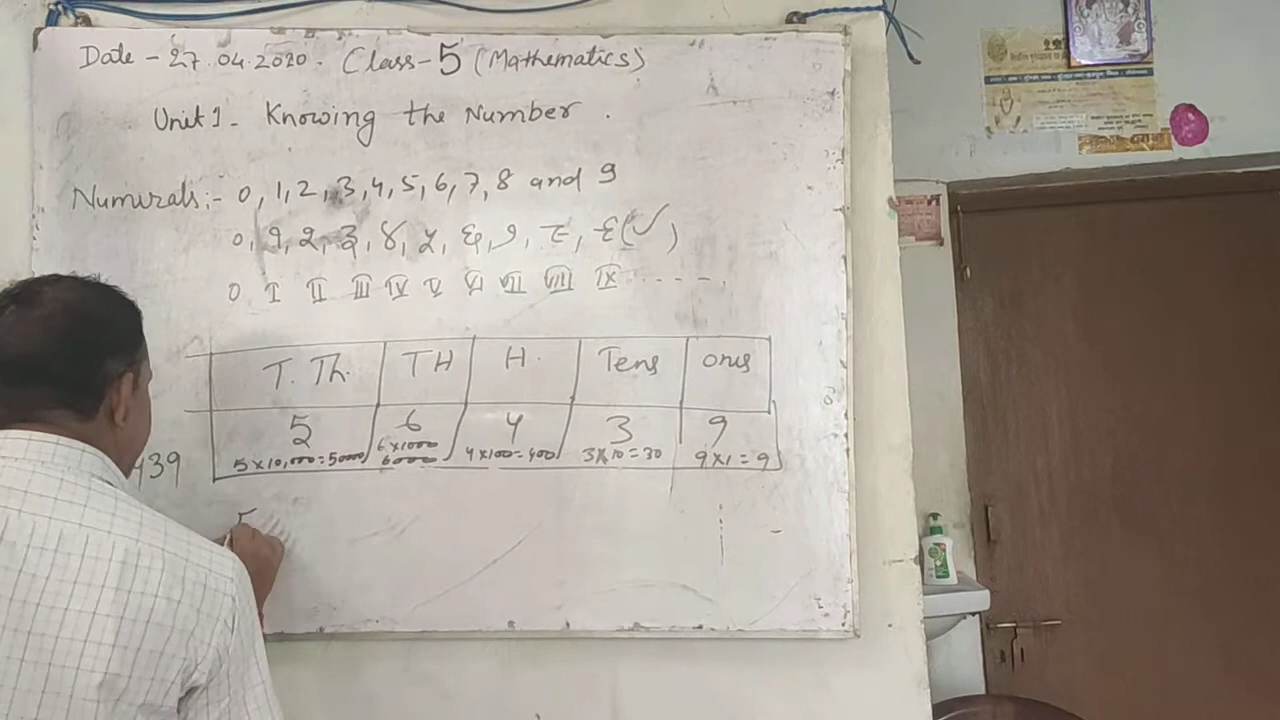 Date - 27.04.2020. Class-5 (Mathematics)
Unit 1 - Knowing the Number.
Numerals:- 0, 1, 2, 3, 4, 5, 6, 7, 8 and 9
0, १, २, ३, ४, ५, ६, ७, ८, ९ (✓)
0 I II III IV V VI VII VIII IX ----
T. Th. TH H. Tens ones
5 6 4 3 9
5×10,000=5000 6×1000 4×100=400 3×10=30 9×1=9
6000
439
5